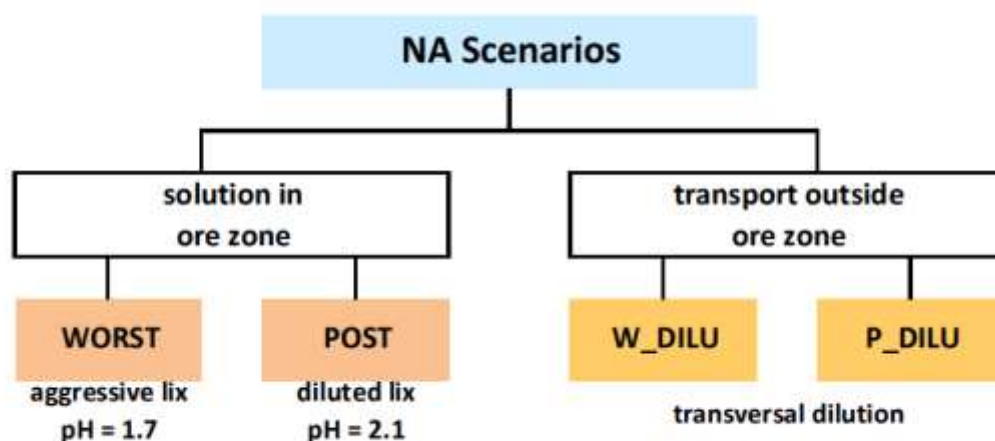 NA Scenarios
solution in
ore zone
transport outside
ore zone
WORST
POST
W_DILU
P_DILU
aggressive lix
pH = 1.7
diluted lix
pH = 2.1
transversal dilution